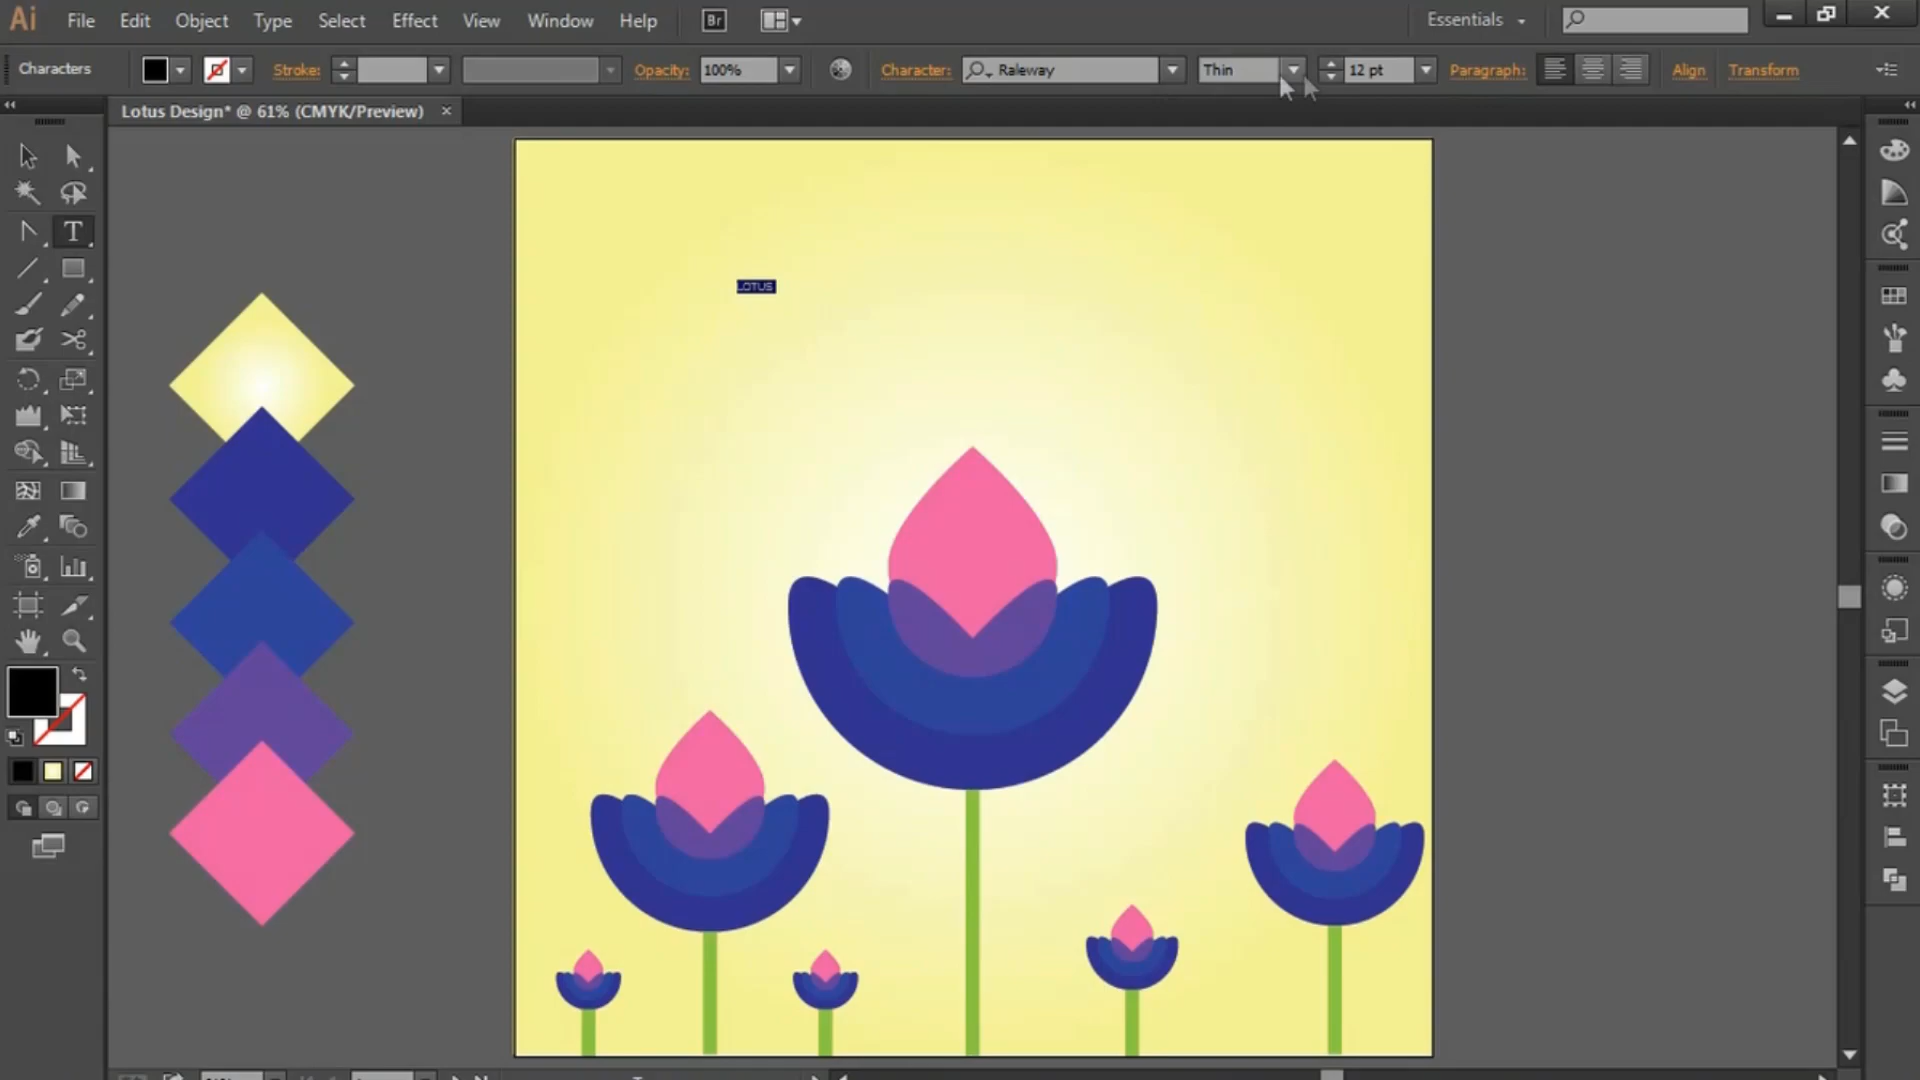 Ai File Edit Object Type Select Effect View Window Help Br Essentials
Characters Stroke: Opacity: 100% Character: Raleway Thin 12 pt Paragraph: Align Transform
Lotus Design* @ 61% (CMYK/Preview) ×
T
LOTUS